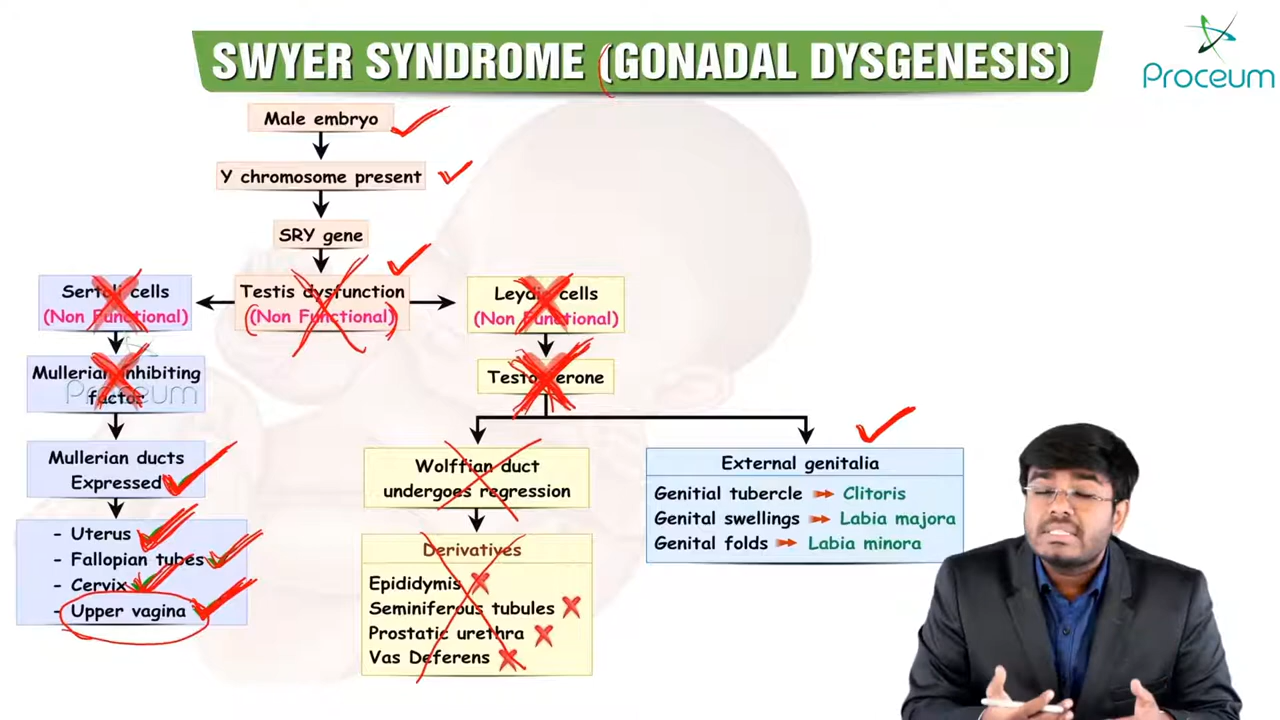 SWYER SYNDROME (GONADAL DYSGENESIS)
Proceum
Male embryo
Y chromosome present
SRY gene
Sertoli cells
(Non Functional)
Testis dysfunction
(Non Functional)
Leydig cells
(Non Functional)
Mullerian inhibiting
factor
Proceum
Testosterone
Mullerian ducts
Expressed
Wolffian duct
undergoes regression
External genitalia
Genitial tubercle Clitoris
Genital swellings Labia majora
Genital folds Labia minora
- Uterus
- Fallopian tubes
- Cervix
- Upper vagina
Derivatives
Epididymis
Seminiferous tubules
Prostatic urethra
Vas Deferens